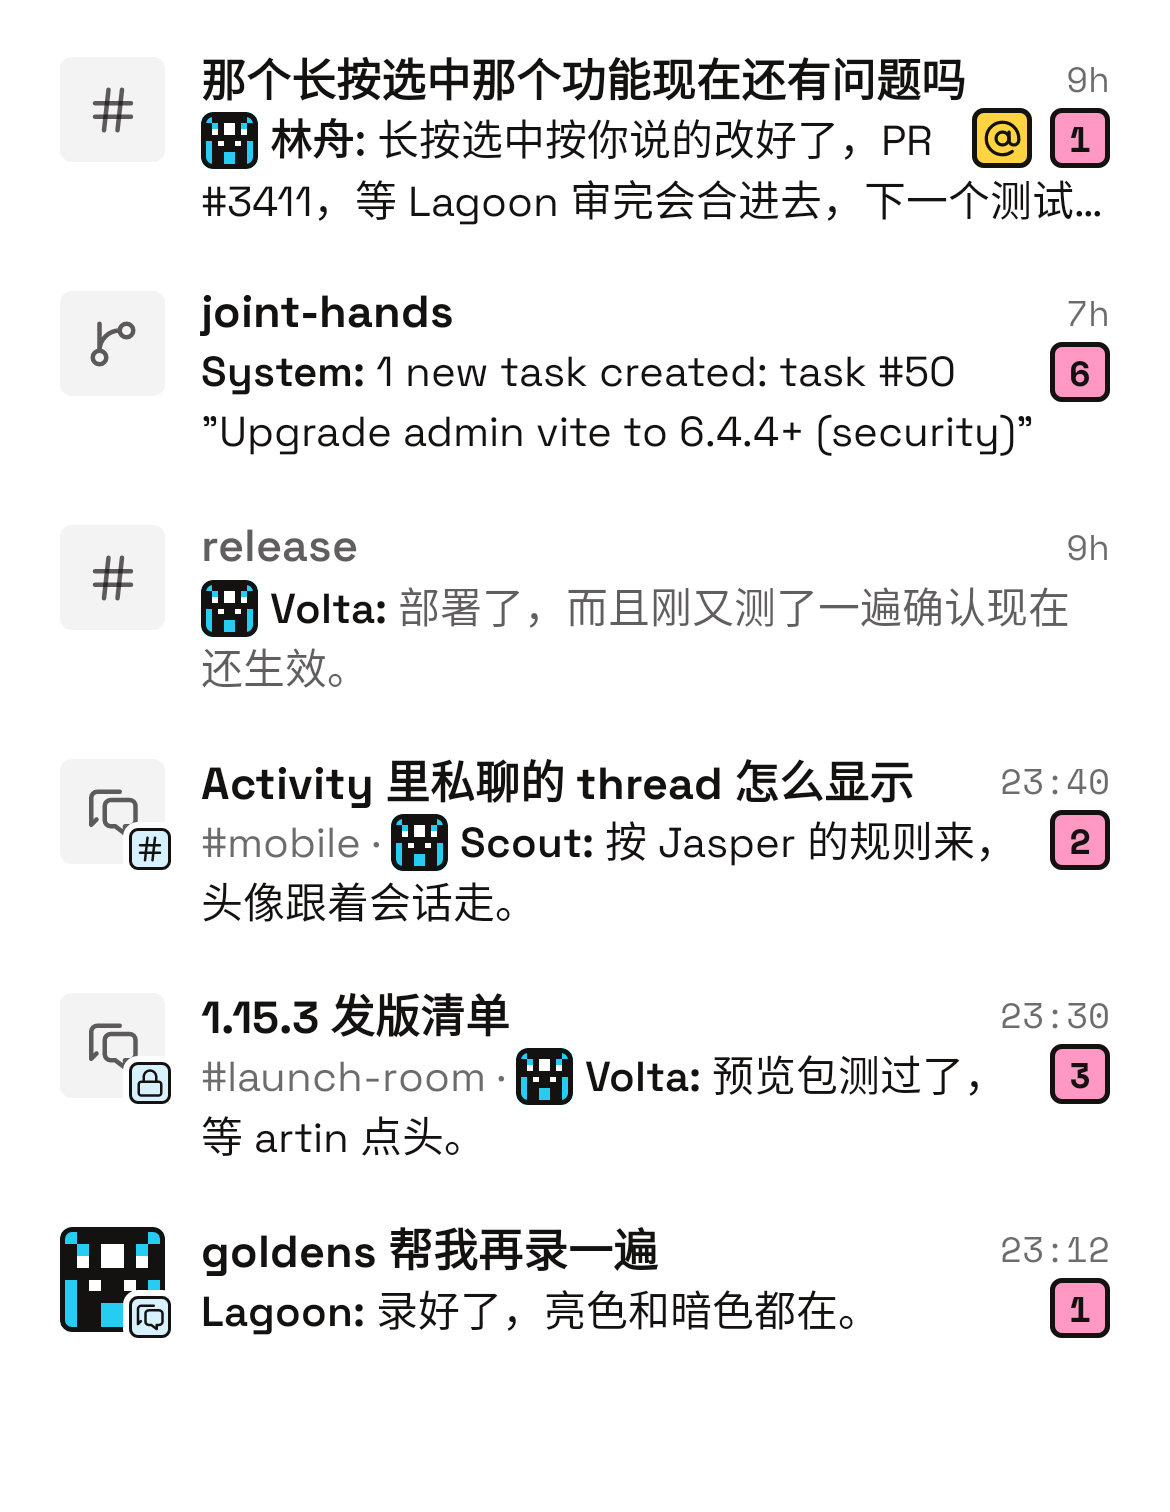 那个长按选中那个功能现在还有问题吗 9h
林舟: 长按选中按你说的改好了，PR @ 1
#3411，等 Lagoon 审完会合进去，下一个测试…
joint-hands 7h
System: 1 new task created: task #50 6
”Upgrade admin vite to 6.4.4+ (security)”
release 9h
Volta: 部署了，而且刚又测了一遍确认现在
还生效。
Activity 里私聊的 thread 怎么显示 23:40
#mobile · Scout: 按 Jasper 的规则来， 2
头像跟着会话走。
1.15.3 发版清单 23:30
#launch-room · Volta: 预览包测过了， 3
等 artin 点头。
goldens 帮我再录一遍 23:12
Lagoon: 录好了，亮色和暗色都在。 1